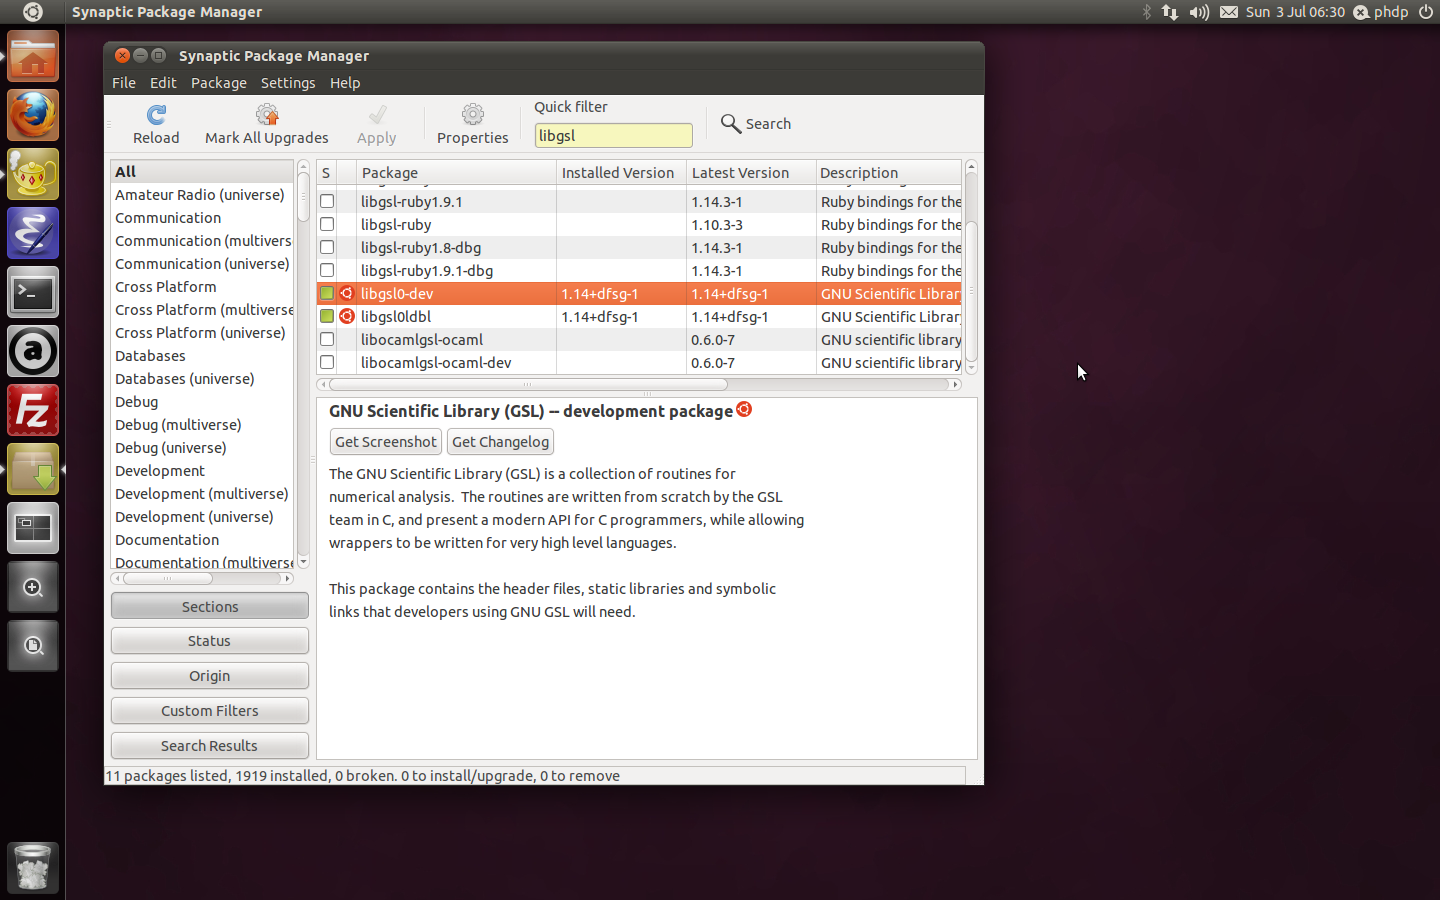 Synaptic Package Manager
Sun 3 Jul 06:30 phdp
Synaptic Package Manager
File Edit Package Settings Help
Reload Mark All Upgrades Apply Properties
Quick filter
libgsl
Search
All
Amateur Radio (universe)
Communication
Communication (multivers
Communication (universe)
Cross Platform
Cross Platform (multiverse
Cross Platform (universe)
Databases
Databases (universe)
Debug
Debug (multiverse)
Debug (universe)
Development
Development (multiverse)
Development (universe)
Documentation
Documentation (multiverse
Sections
Status
Origin
Custom Filters
Search Results
S Package Installed Version Latest Version Description
libgsl-ruby1.9.1 1.14.3-1 Ruby bindings for the
libgsl-ruby 1.10.3-3 Ruby bindings for the
libgsl-ruby1.8-dbg 1.14.3-1 Ruby bindings for the
libgsl-ruby1.9.1-dbg 1.14.3-1 Ruby bindings for the
libgsl0-dev 1.14+dfsg-1 1.14+dfsg-1 GNU Scientific Library
libgsl0ldbl 1.14+dfsg-1 1.14+dfsg-1 GNU Scientific Library
libocamlgsl-ocaml 0.6.0-7 GNU scientific library
libocamlgsl-ocaml-dev 0.6.0-7 GNU scientific library
GNU Scientific Library (GSL) -- development package
Get Screenshot Get Changelog
The GNU Scientific Library (GSL) is a collection of routines for
numerical analysis. The routines are written from scratch by the GSL
team in C, and present a modern API for C programmers, while allowing
wrappers to be written for very high level languages.
This package contains the header files, static libraries and symbolic
links that developers using GNU GSL will need.
11 packages listed, 1919 installed, 0 broken. 0 to install/upgrade, 0 to remove